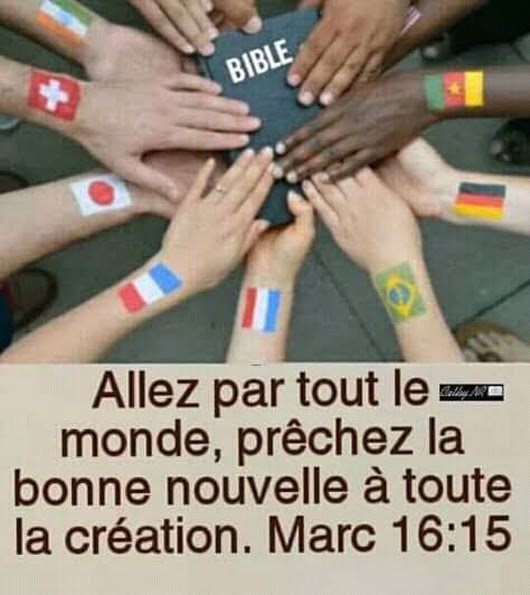 BIBLE
Allez par tout le
monde, prêchez la
bonne nouvelle à toute
la création. Marc 16:15